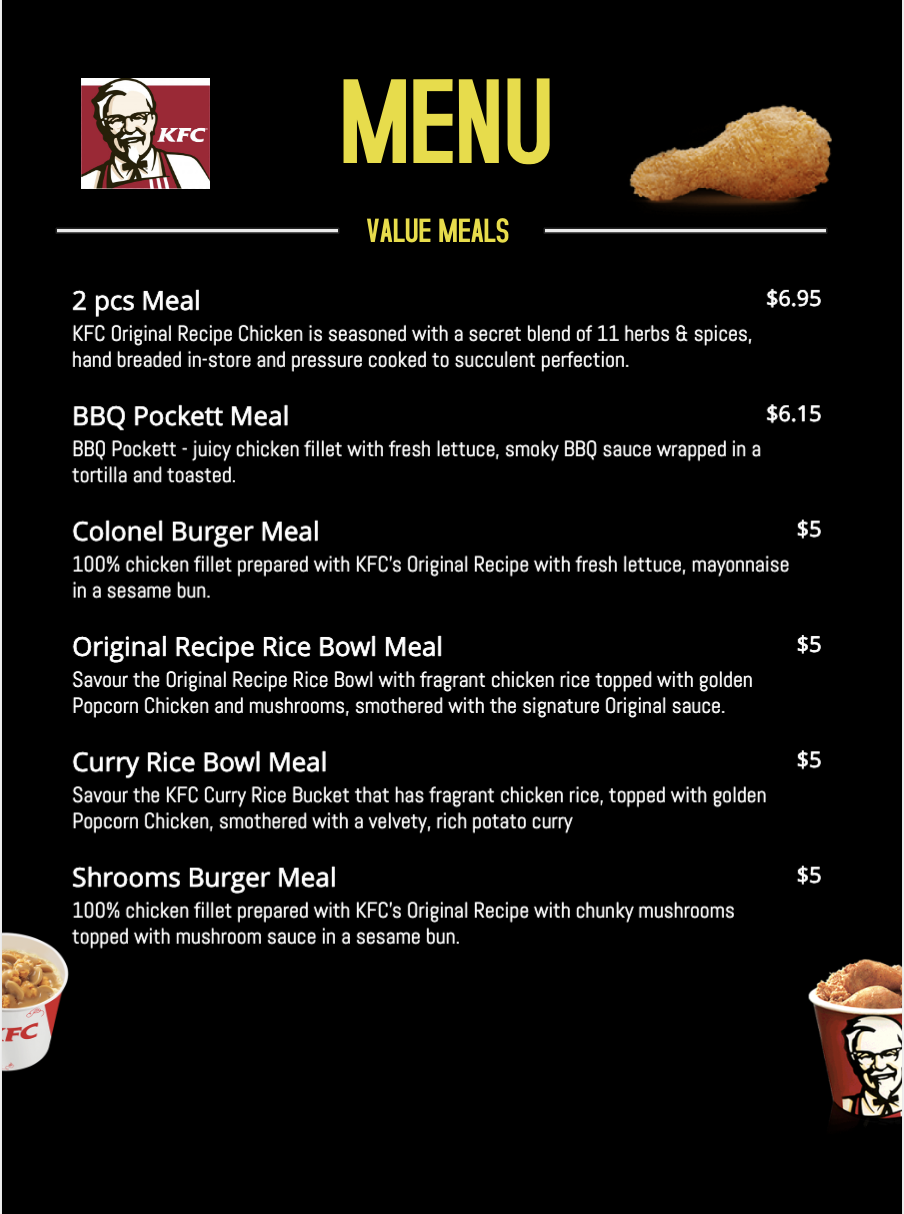 KFC
MENU
VALUE MEALS
2 pcs Meal $6.95
KFC Original Recipe Chicken is seasoned with a secret blend of 11 herbs & spices,
hand breaded in-store and pressure cooked to succulent perfection.
BBQ Pockett Meal $6.15
BBQ Pockett - juicy chicken fillet with fresh lettuce, smoky BBQ sauce wrapped in a
tortilla and toasted.
Colonel Burger Meal $5
100% chicken fillet prepared with KFC's Original Recipe with fresh lettuce, mayonnaise
in a sesame bun.
Original Recipe Rice Bowl Meal $5
Savour the Original Recipe Rice Bowl with fragrant chicken rice topped with golden
Popcorn Chicken and mushrooms, smothered with the signature Original sauce.
Curry Rice Bowl Meal $5
Savour the KFC Curry Rice Bucket that has fragrant chicken rice, topped with golden
Popcorn Chicken, smothered with a velvety, rich potato curry
Shrooms Burger Meal $5
100% chicken fillet prepared with KFC's Original Recipe with chunky mushrooms
topped with mushroom sauce in a sesame bun.
KFC